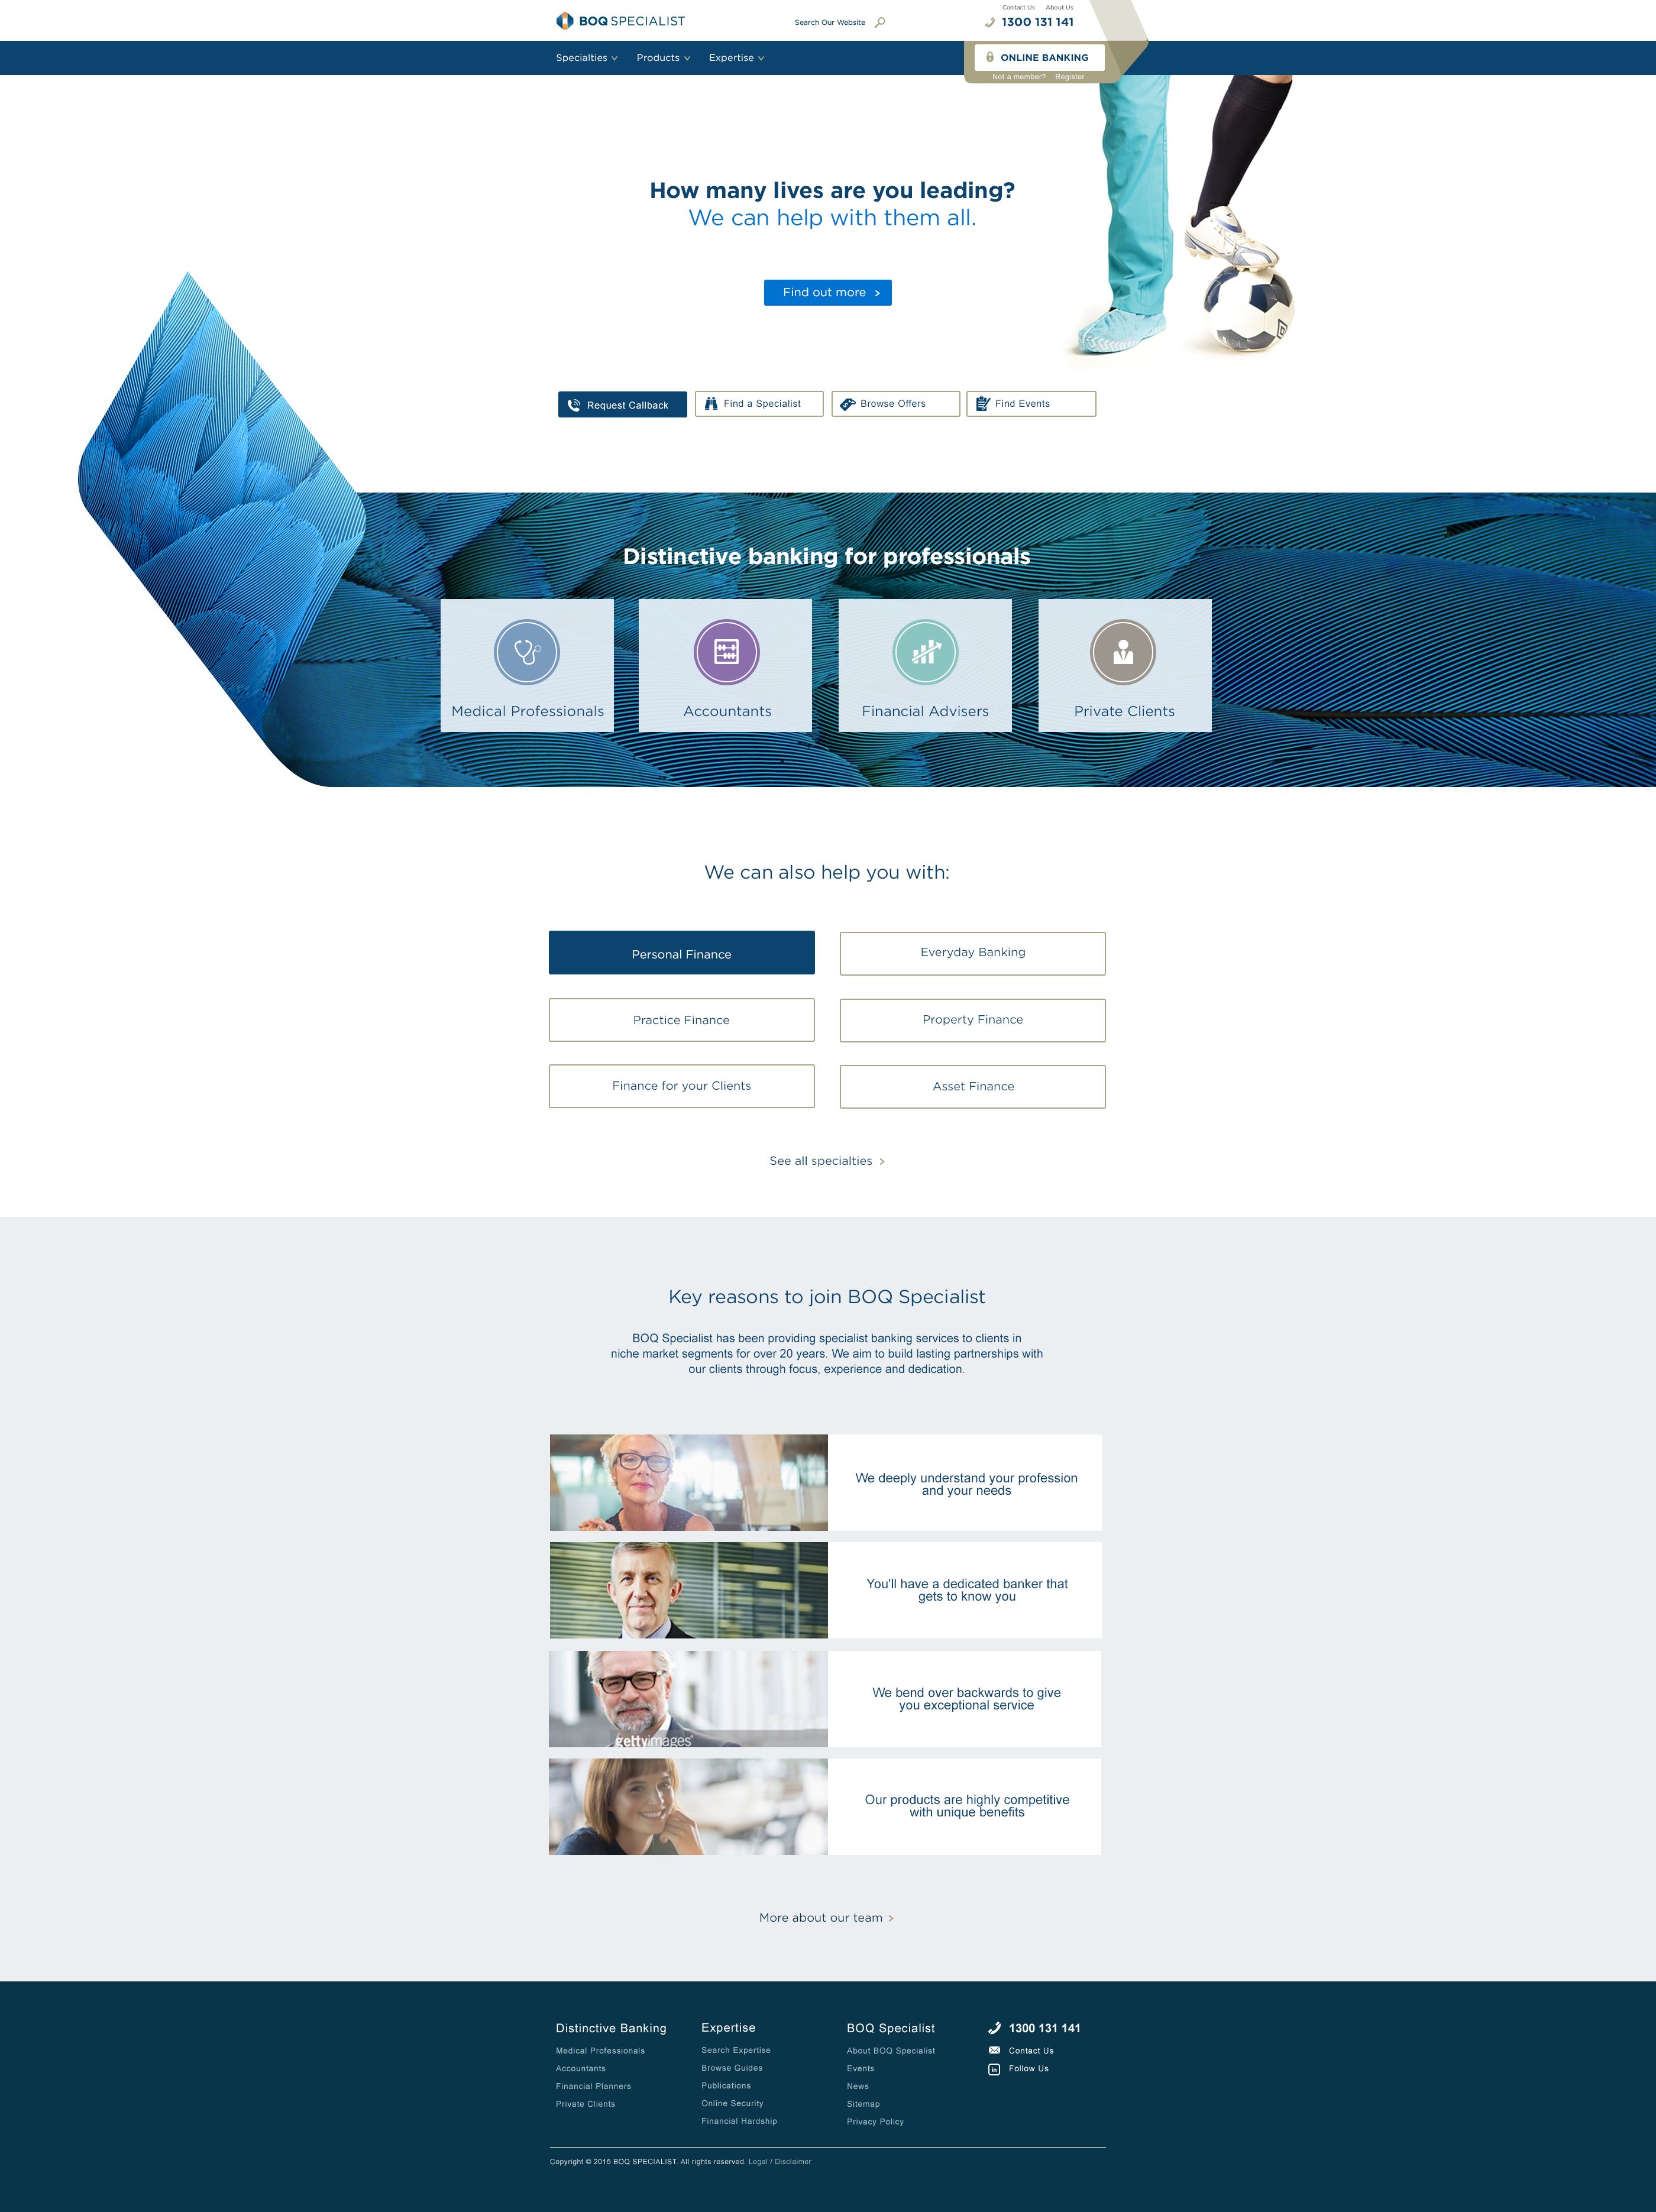 BOQ SPECIALIST
Search Our Website
Contact Us About Us
1300 131 141
Specialties Products Expertise
ONLINE BANKING
Not a member? Register
How many lives are you leading?
We can help with them all.
Find out more
Request Callback
Find a Specialist
Browse Offers
Find Events
Distinctive banking for professionals
Medical Professionals
Accountants
Financial Advisers
Private Clients
We can also help you with:
Personal Finance
Everyday Banking
Practice Finance
Property Finance
Finance for your Clients
Asset Finance
See all specialties
Key reasons to join BOQ Specialist
BOQ Specialist has been providing specialist banking services to clients in
niche market segments for over 20 years. We aim to build lasting partnerships with
our clients through focus, experience and dedication.
We deeply understand your profession
and your needs
You'll have a dedicated banker that
gets to know you
gettyimages®
We bend over backwards to give
you exceptional service
Our products are highly competitive
with unique benefits
More about our team
Distinctive Banking
Medical Professionals
Accountants
Financial Planners
Private Clients
Expertise
Search Expertise
Browse Guides
Publications
Online Security
Financial Hardship
BOQ Specialist
About BOQ Specialist
Events
News
Sitemap
Privacy Policy
1300 131 141
Contact Us
in Follow Us
Copyright © 2015 BOQ SPECIALIST. All rights reserved. Legal / Disclaimer